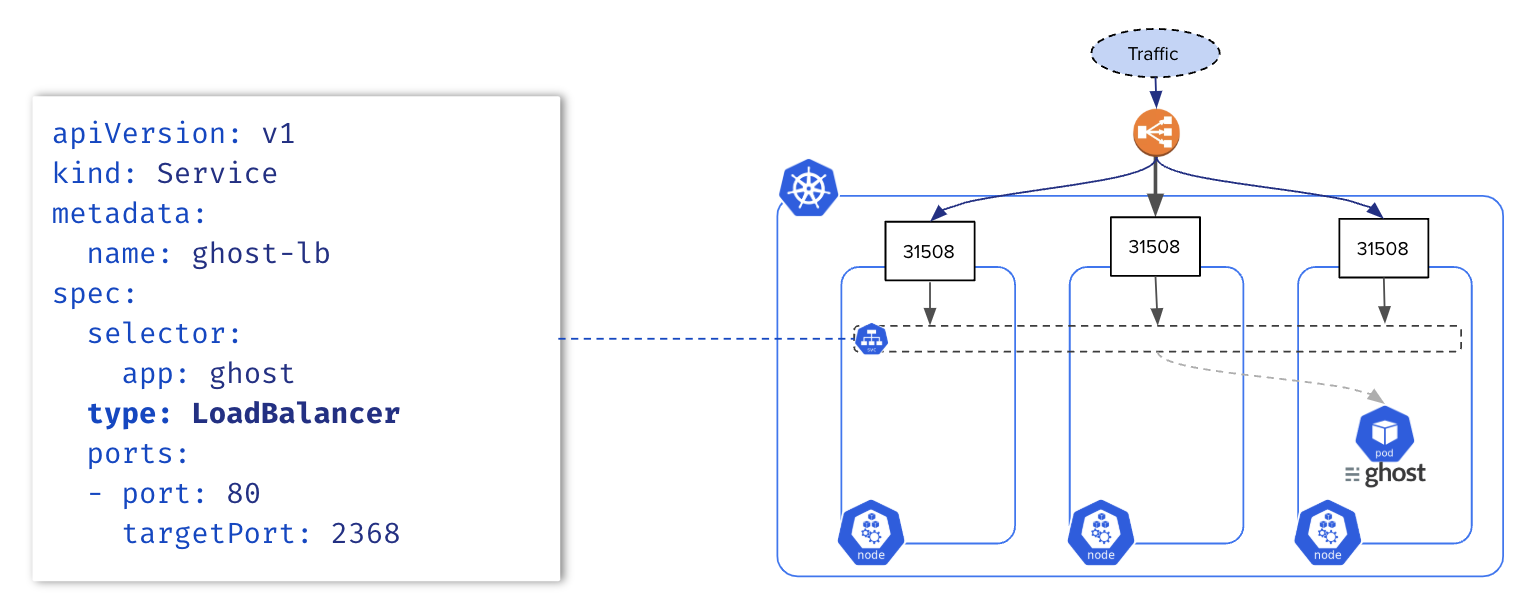 apiVersion: v1
kind: Service
metadata:
  name: ghost-lb
spec:
  selector:
    app: ghost
  type: LoadBalancer
  ports:
  - port: 80
    targetPort: 2368
Traffic
31508
31508
31508
svc
pod
ghost
node
node
node